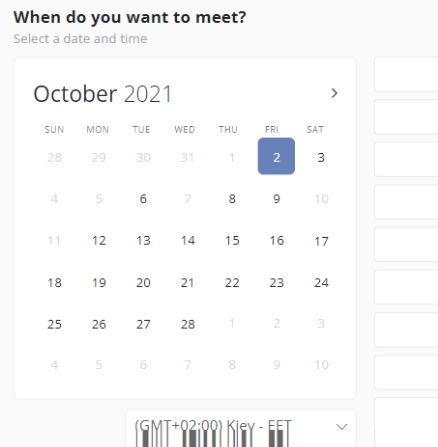 When do you want to meet?
Select a date and time
October 2021
SUN MON TUE WED THU FRI SAT
28 29 30 31 1 2 3
4 5 6 7 8 9 10
11 12 13 14 15 16 17
18 19 20 21 22 23 24
25 26 27 28 1 2 3
4 5 6 7 8 9 10
(GMT+02:00) Kiev - EET